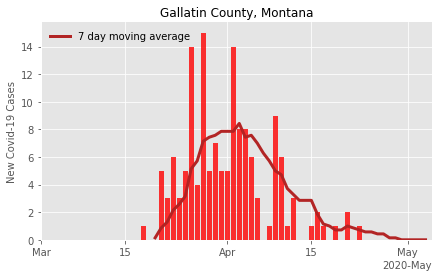 Gallatin County, Montana
7 day moving average
New Covid-19 Cases
14
12
10
8
6
4
2
0
Mar
15
Apr
15
May
2020-May